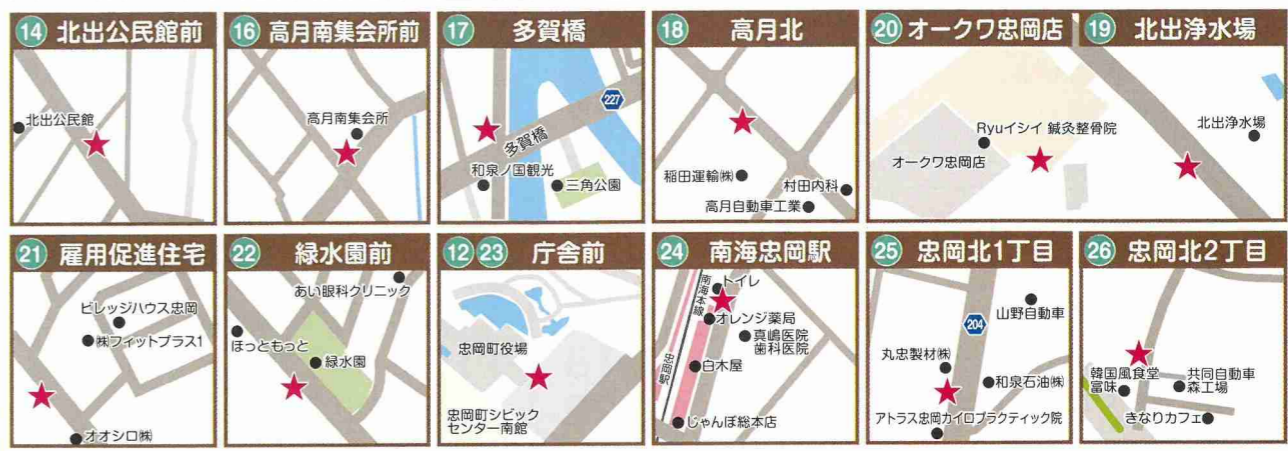 14 北出公民館前
北出公民館
16 高月南集会所前
高月南集会所
17 多賀橋
227
多賀橋
和泉ノ国観光
三角公園
18 高月北
稲田運輸㈱
村田内科
高月自動車工業
20 オークワ忠岡店
Ryuイシイ 鍼灸整骨院
オークワ忠岡店
19 北出浄水場
北出浄水場
21 雇用促進住宅
ビレッジハウス忠岡
㈱フィットプラス1
オオシロ㈱
22 緑水園前
あい眼科クリニック
ほっともっと
緑水園
12 23 庁舎前
忠岡町役場
忠岡町シビック
センター南館
24 南海忠岡駅
トイレ
南海本線
オレンジ薬局
真嶋医院
歯科医院
忠岡駅
白木屋
じゃんぼ総本店
25 忠岡北1丁目
山野自動車
204
丸忠製材㈱
和泉石油㈱
アトラス忠岡カイロプラクティック院
26 忠岡北2丁目
韓国風食堂
富味
共同自動車
森工場
きなりカフェ